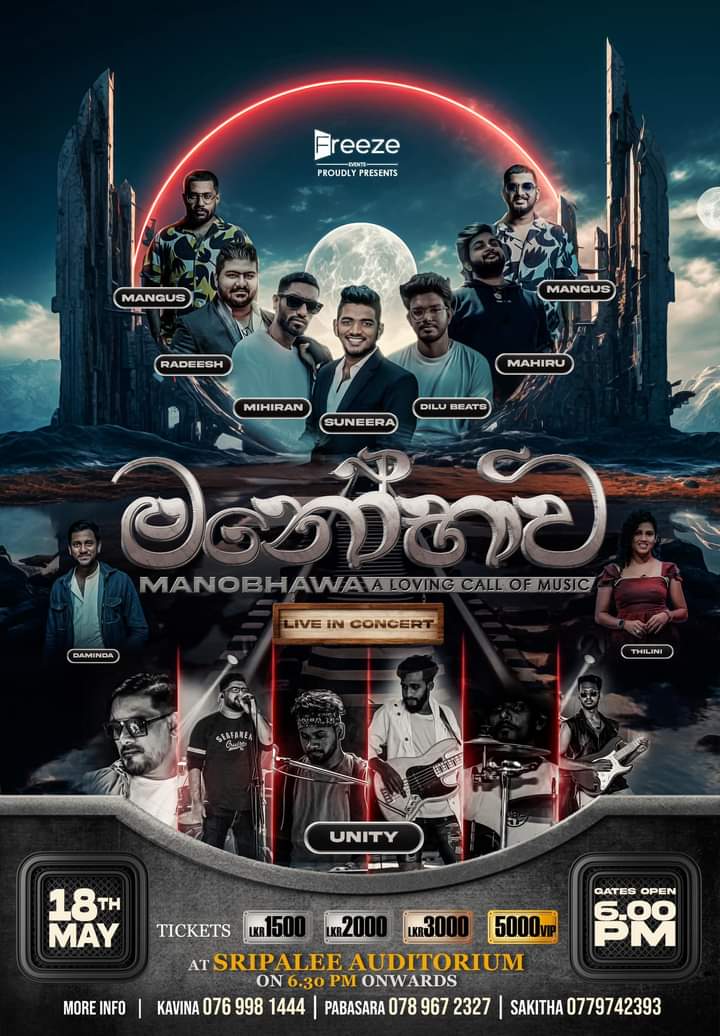 Freeze
EVENTS
PROUDLY PRESENTS
MANGUS
MANGUS
RADEESH
MAHIRU
MIHIRAN
DILU BEATS
SUNEERA
මනෝභාව
MANOBHAWA A LOVING CALL OF MUSIC
LIVE IN CONCERT
DAMINDA
THILINI
UNITY
18TH
MAY
GATES OPEN
6.00
PM
TICKETS LKR1500 LKR2000 LKR3000 5000VIP
AT SRIPALEE AUDITORIUM
ON 6.30 PM ONWARDS
MORE INFO | KAVINA 076 998 1444 | PABASARA 078 967 2327 | SAKITHA 0779742393